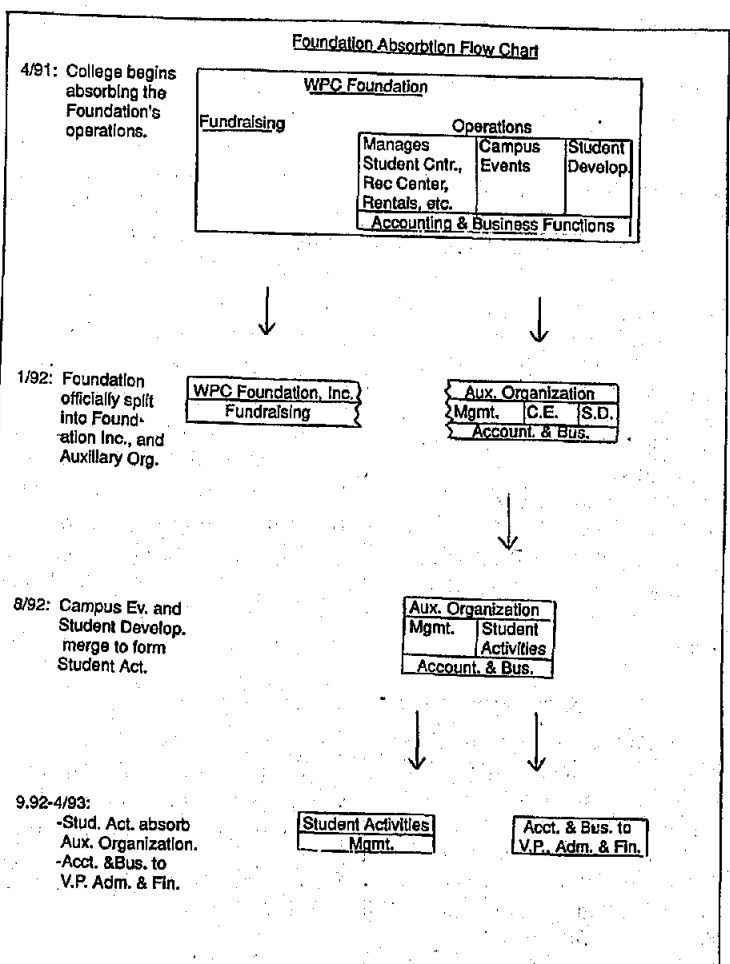 Foundation Absorbtion Flow Chart
4/91: College begins
absorbing the
Foundation's
operations.
WPC Foundation
Fundraising
Operations
Manages
Student Cntr.,
Rec Center,
Rentals, etc.
Campus
Events
Student
Develop.
Accounting & Business Functions
1/92: Foundation
officially split
into Found-
ation Inc., and
Auxillary Org.
WPC Foundation, Inc.
Fundraising
Aux. Organization
Mgmt.
C.E.
S.D.
Account. & Bus.
8/92: Campus Ev. and
Student Develop.
merge to form
Student Act.
Aux. Organization
Mgmt.
Student
Activities
Account. & Bus.
9.92-4/93:
-Stud. Act. absorb
Aux. Organization.
-Acct. &Bus. to
V.P. Adm. & Fin.
Student Activities
Mgmt.
Acct. & Bus. to
V.P., Adm. & Fin.